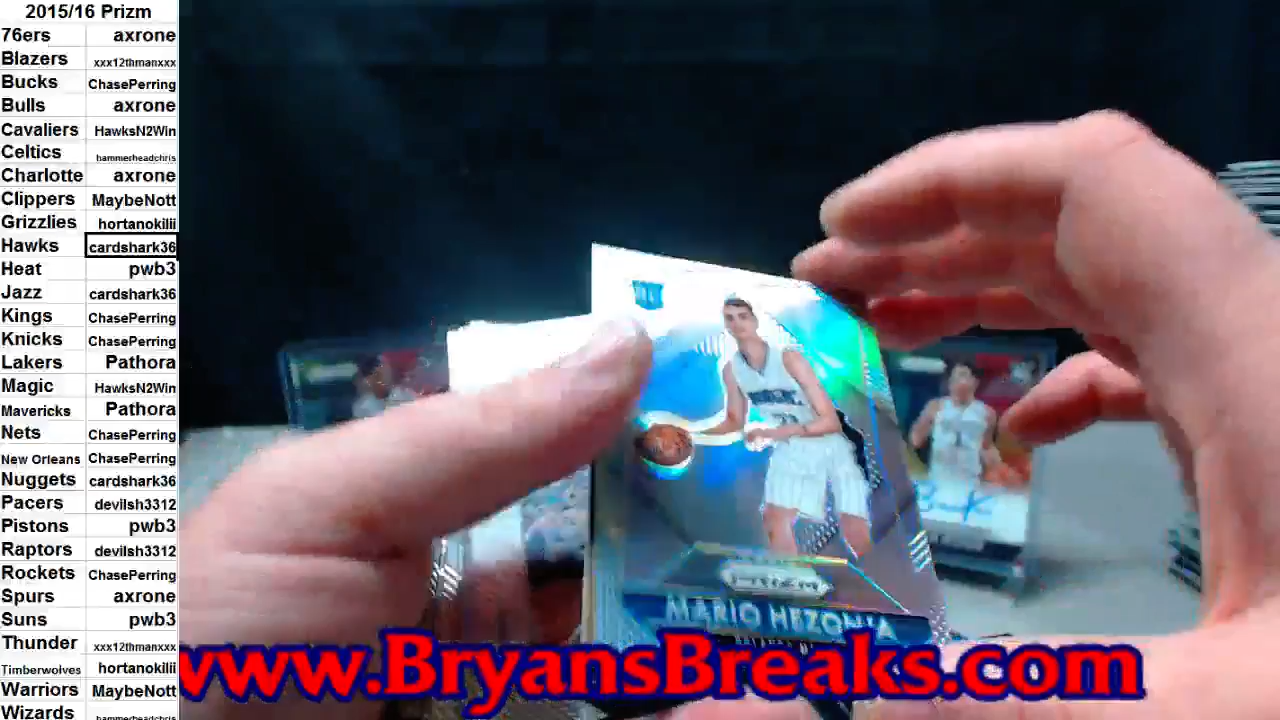 2015/16 Prizm
76ers axrone
Blazers xxx12thmanxxx
Bucks ChasePerring
Bulls axrone
Cavaliers HawksN2Win
Celtics hammerheadchris
Charlotte axrone
Clippers MaybeNott
Grizzlies hortanokilii
Hawks cardshark36
Heat pwb3
Jazz cardshark36
Kings ChasePerring
Knicks ChasePerring
Lakers Pathora
Magic HawksN2Win
Mavericks Pathora
Nets ChasePerring
New Orleans ChasePerring
Nuggets cardshark36
Pacers devilsh3312
Pistons pwb3
Raptors devilsh3312
Rockets ChasePerring
Spurs axrone
Suns pwb3
Thunder xxx12thmanxxx
Timberwolves hortanokilii
Warriors MaybeNott
Wizards hammerheadchris
MARIO HEZONJA
www.BryansBreaks.com